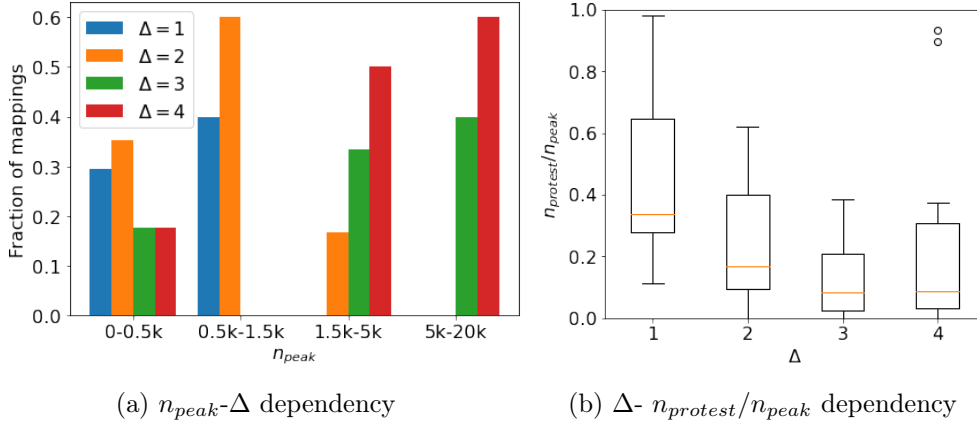 0.6
0.5
0.4
0.3
0.2
0.1
0.0
Fraction of mappings
Δ = 1
Δ = 2
Δ = 3
Δ = 4
0-0.5k 0.5k-1.5k 1.5k-5k 5k-20k
n_peak
(a) n_peak-Δ dependency
1.0
0.8
0.6
0.4
0.2
0.0
n_protest/n_peak
1 2 3 4
Δ
(b) Δ- n_protest/n_peak dependency